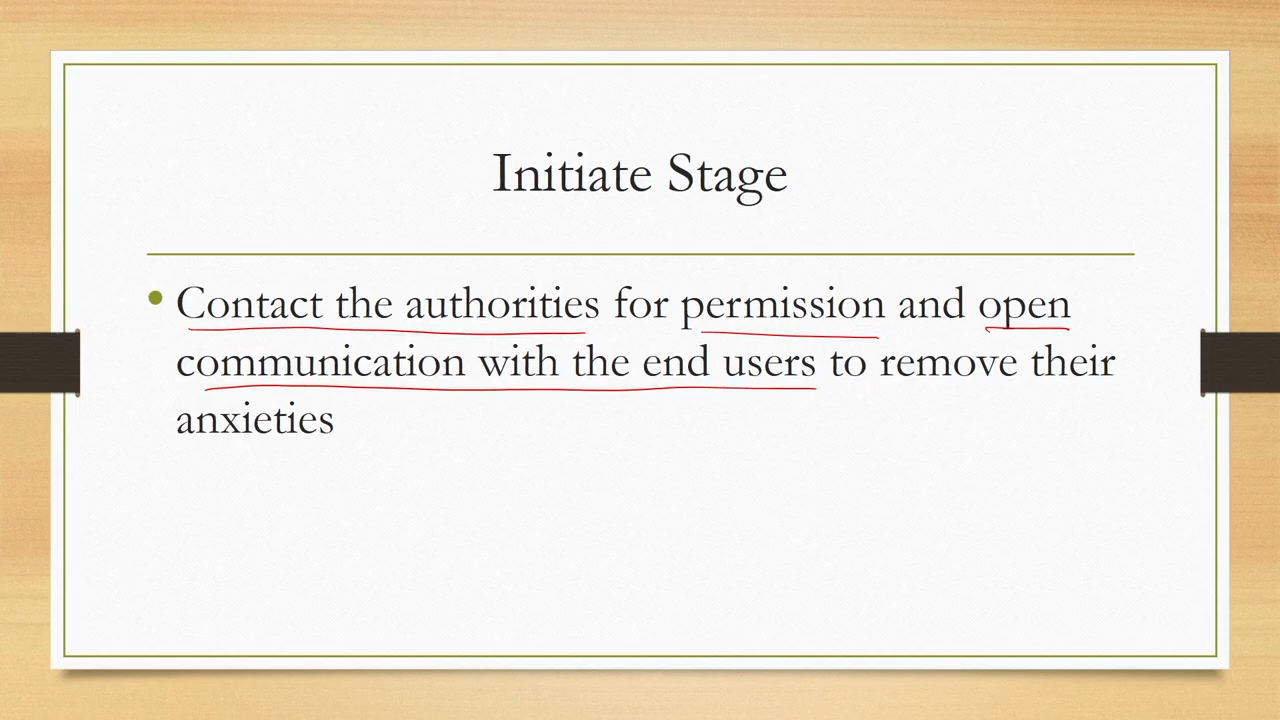 Initiate Stage
• Contact the authorities for permission and open
communication with the end users to remove their
anxieties